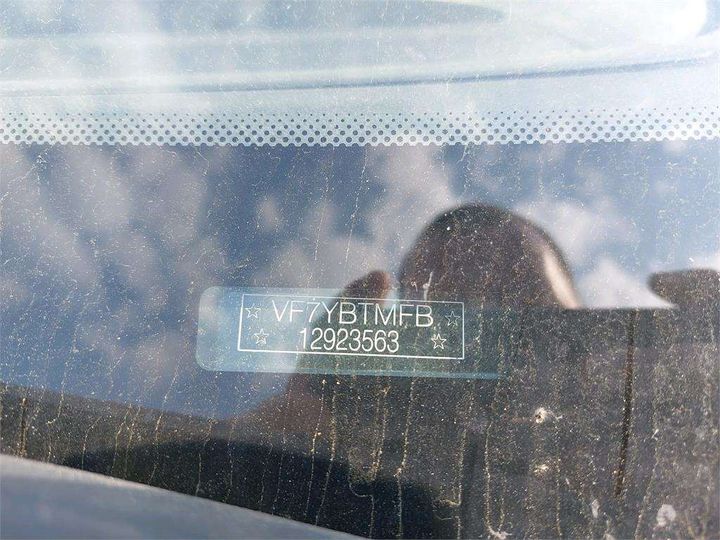 ☆ VF7YBTMFB ☆
☆ 12923563 ☆